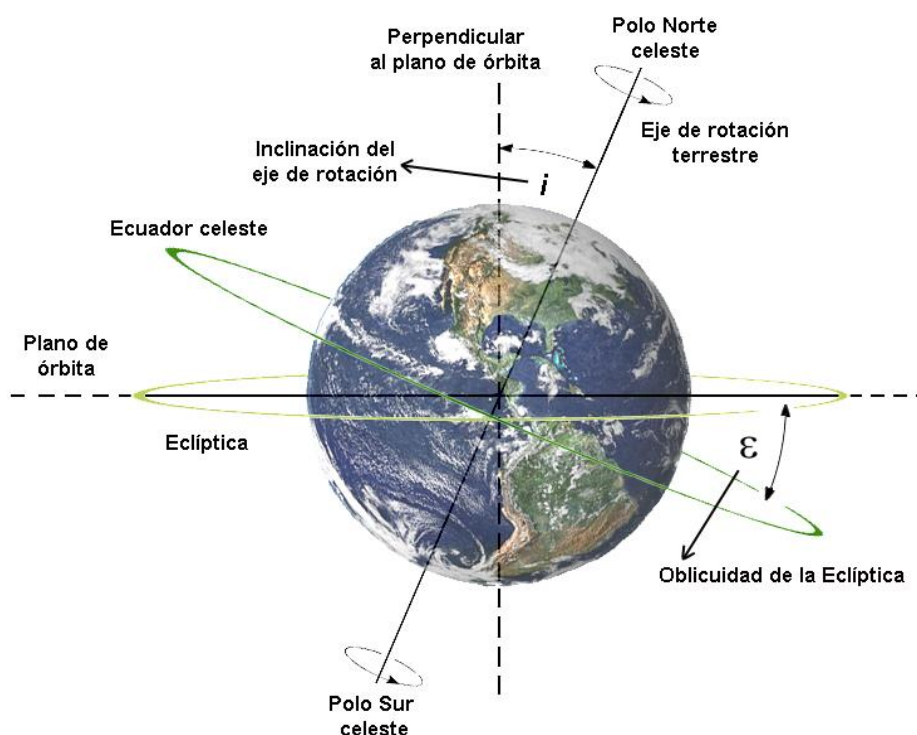 Perpendicular
al plano de órbita
Polo Norte
celeste
Eje de rotación
terrestre
Inclinación del
eje de rotación
i
Ecuador celeste
Plano de
órbita
Eclíptica
ε
Oblicuidad de la Eclíptica
Polo Sur
celeste